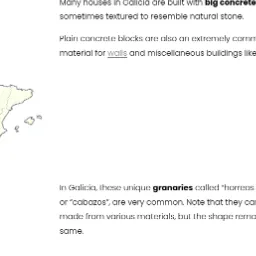 Many houses in Galicia are built with big concrete
sometimes textured to resemble natural stone.
Plain concrete blocks are also an extremely comm
material for walls and miscellaneous buildings like
In Galicia, these unique granaries called “horreos
or “cabazos”, are very common. Note that they ca
made from various materials, but the shape rema
same.